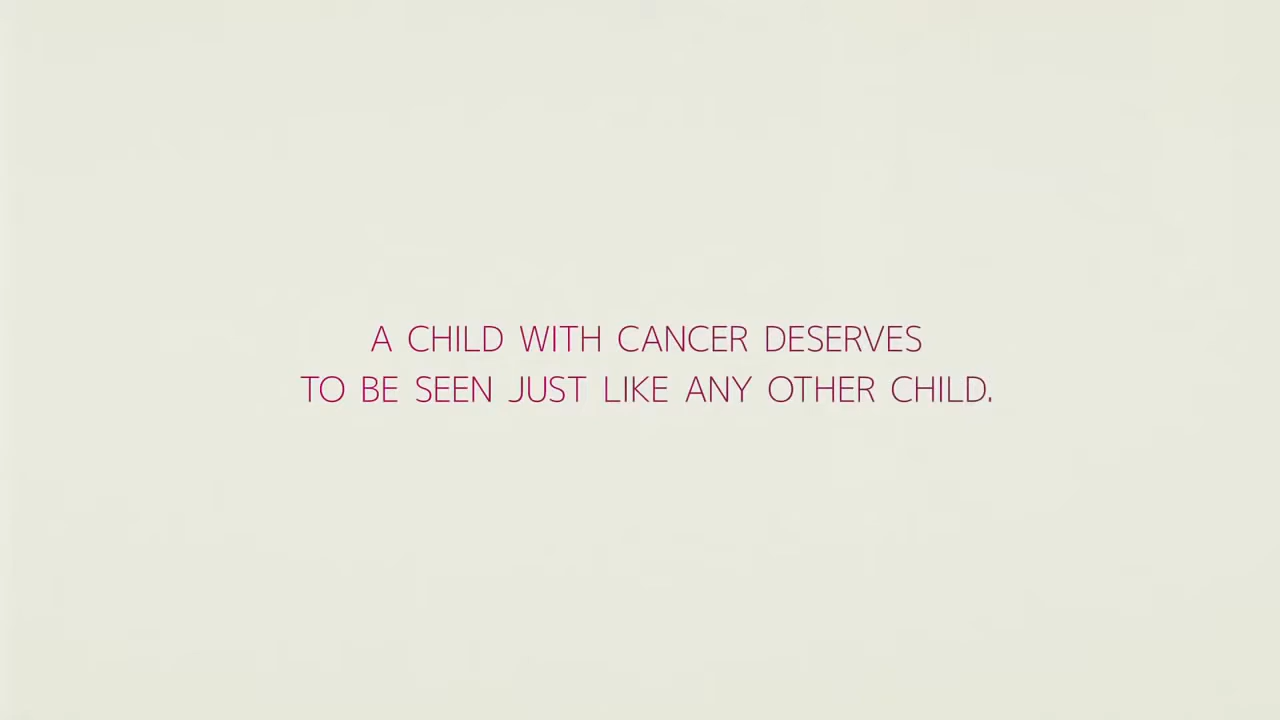 A CHILD WITH CANCER DESERVES
TO BE SEEN JUST LIKE ANY OTHER CHILD.